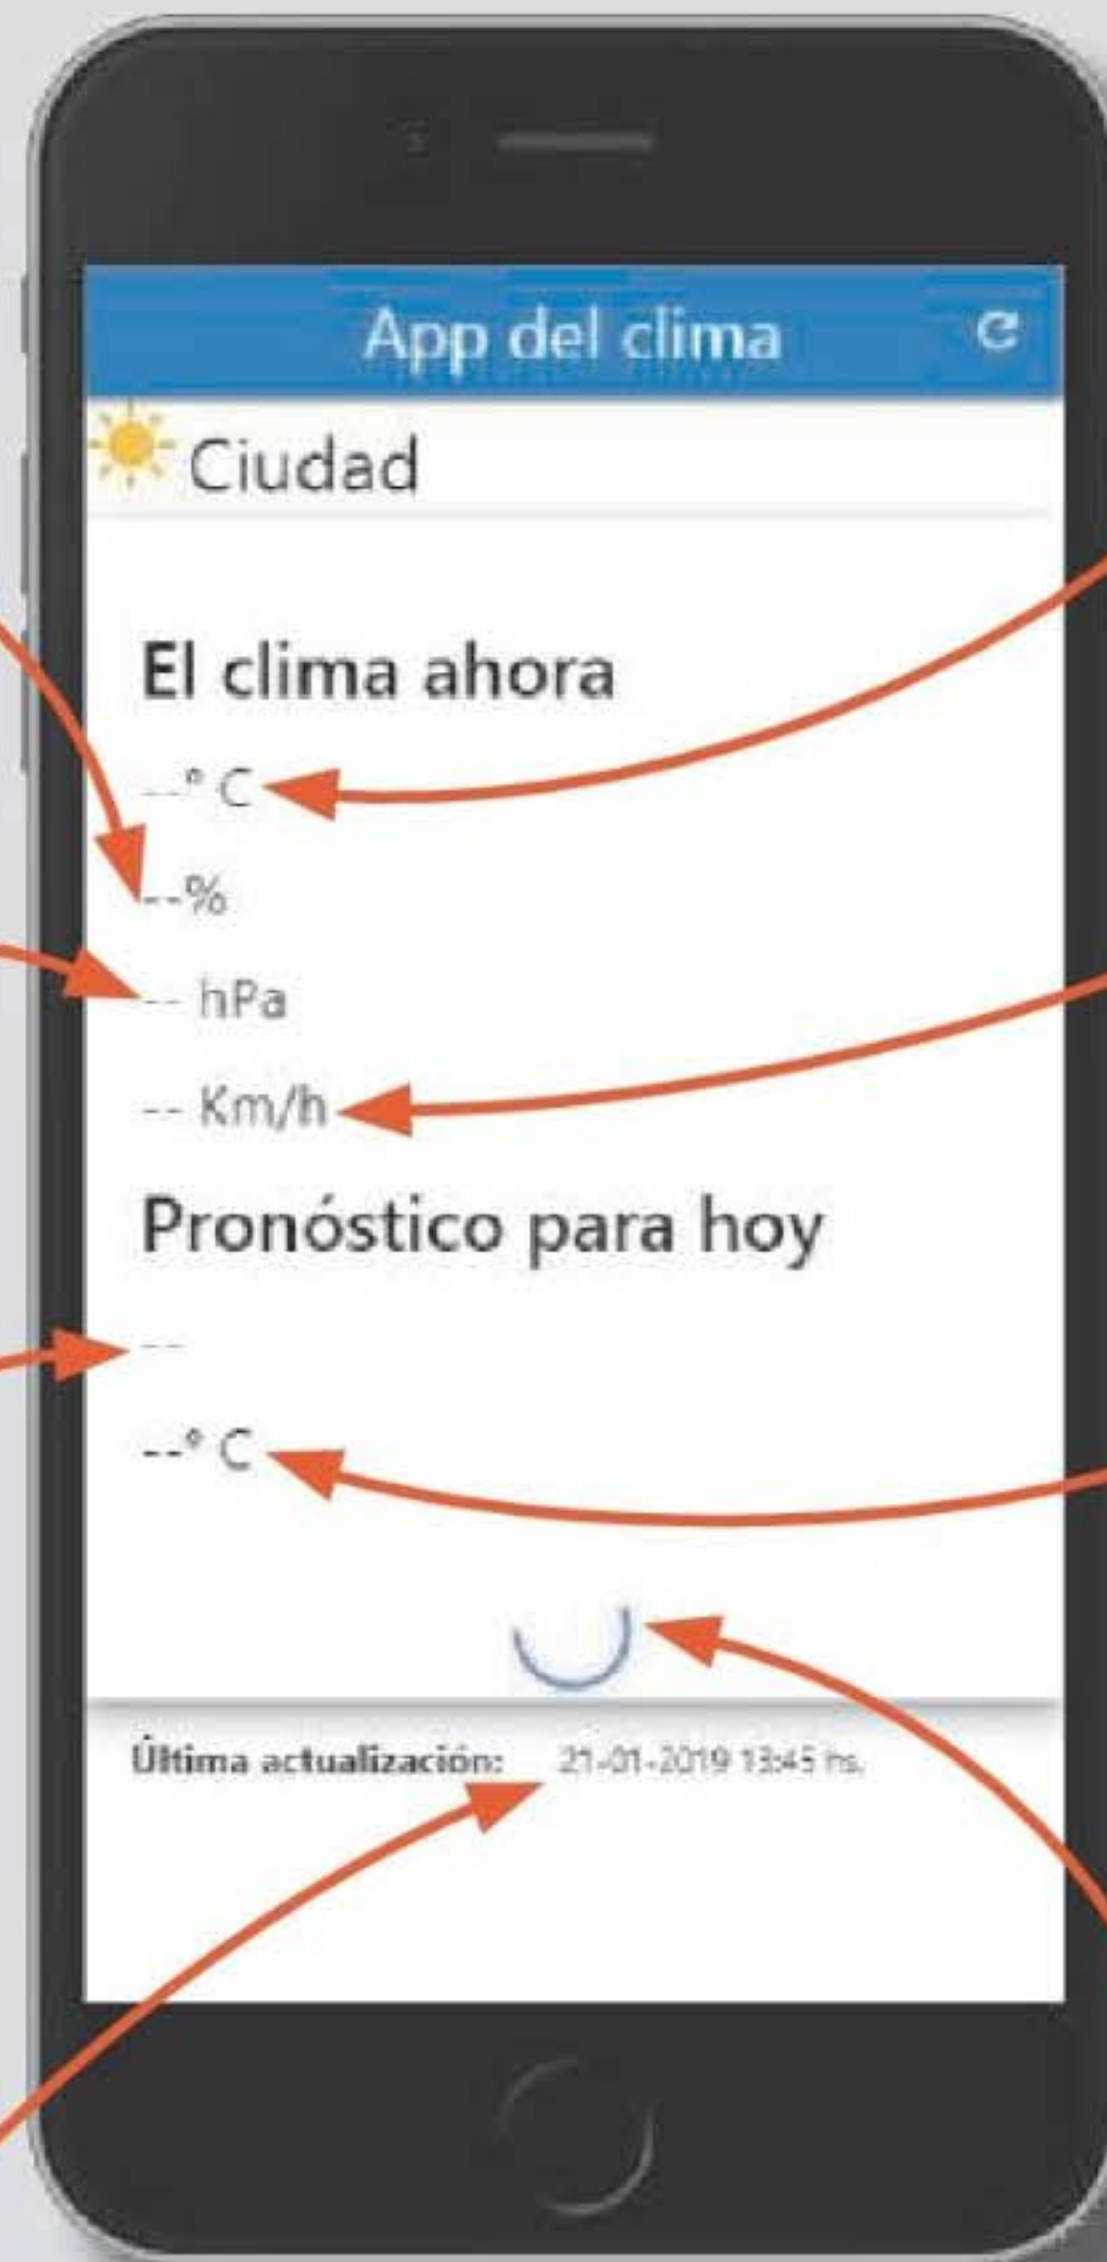 App del clima
Ciudad
El clima ahora
--° C
--%
-- hPa
-- Km/h
Pronóstico para hoy
--
--° C
Última actualización: 21-01-2019 13:45 hs.